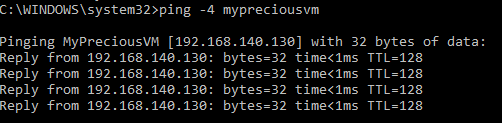 C:\WINDOWS\system32>ping -4 mypreciousvm
Pinging MyPreciousVM [192.168.140.130] with 32 bytes of data:
Reply from 192.168.140.130: bytes=32 time<1ms TTL=128
Reply from 192.168.140.130: bytes=32 time<1ms TTL=128
Reply from 192.168.140.130: bytes=32 time<1ms TTL=128
Reply from 192.168.140.130: bytes=32 time<1ms TTL=128